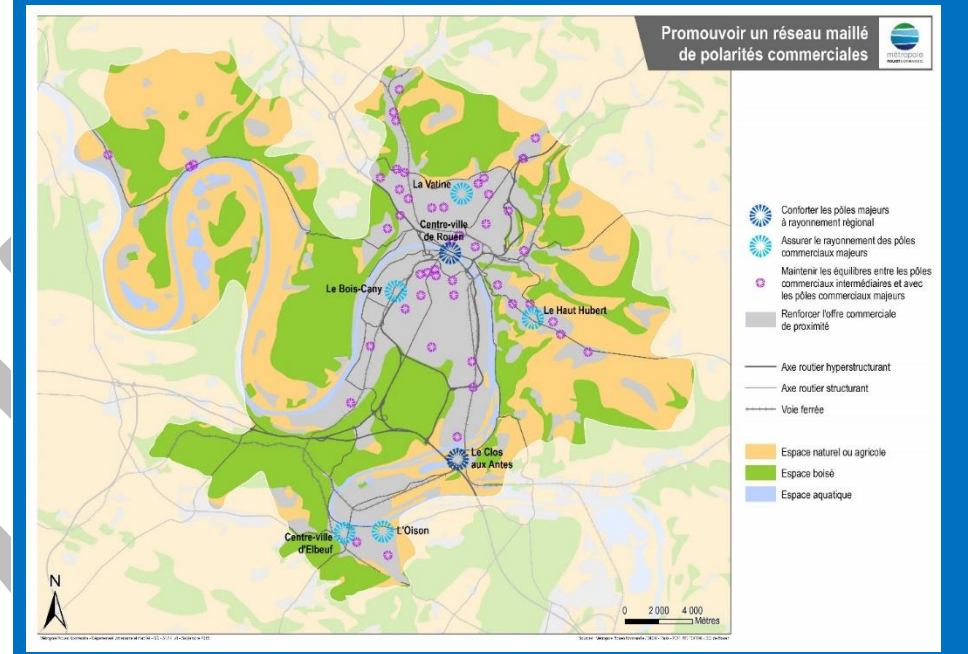 Promouvoir un réseau maillé
de polarités commerciales
métropole
ROUEN NORMANDIE
La Vatine
Centre-ville
de Rouen
Le Bois-Cany
Le Haut Hubert
Le Clos
aux Antes
L'Oison
Centre-ville
d'Elbeuf
Conforter les pôles majeurs
à rayonnement régional
Assurer le rayonnement des pôles
commerciaux majeurs
Maintenir les équilibres entre les pôles
commerciaux intermédiaires et avec
les pôles commerciaux majeurs
Renforcer l'offre commerciale
de proximité
Axe routier hyperstructurant
Axe routier structurant
Voie ferrée
Espace naturel ou agricole
Espace boisé
Espace aquatique
N
0 2 000 4 000
Mètres